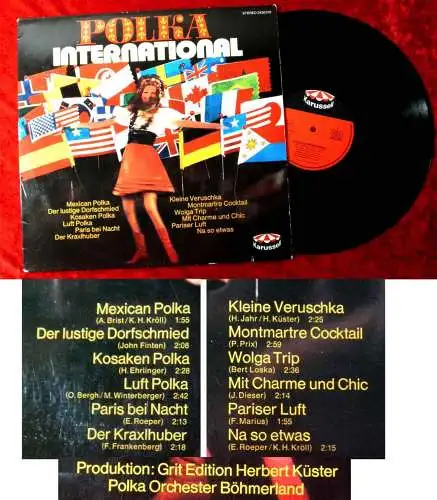 POLKA
INTERNATIONAL
STEREO
Mexican Polka
Der lustige Dorfschmied
Kosaken Polka
Luft Polka
Paris bei Nacht
Der Kraxlhuber
Kleine Veruschka
Montmartre Cocktail
Wolga Trip
Mit Charme und Chic
Pariser Luft
Na so etwas
Karussell
Karussell
Mexican Polka
(A. Brist/K. H. Kröll) 1:55
Der lustige Dorfschmied
(John Finten) 2:08
Kosaken Polka
(H. Ehrlinger) 2:28
Luft Polka
(O. Bergh/M. Winterberger) 2:42
Paris bei Nacht
(E. Roeper) 2:13
Der Kraxlhuber
(F. Frankenberg) 2:18
Kleine Veruschka
(H. Jahr/H. Küster) 2:25
Montmartre Cocktail
(P. Prix) 2:59
Wolga Trip
(Bert Loska) 2:36
Mit Charme und Chic
(J. Dieser) 2:14
Pariser Luft
(F. Marius) 1:55
Na so etwas
(E. Roeper/K. H. Kröll) 2:15
Produktion: Grit Edition Herbert Küster
Polka Orchester Böhmerland